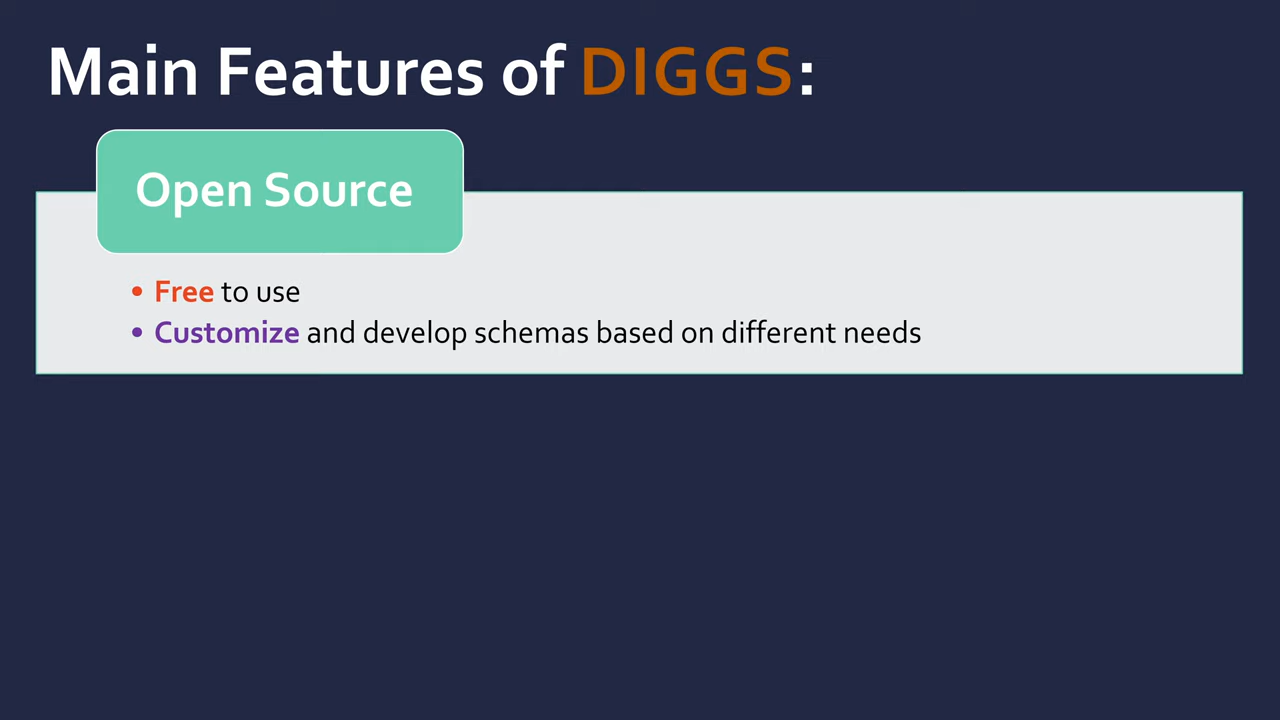 Main Features of DIGGS:
Open Source
• Free to use
• Customize and develop schemas based on different needs